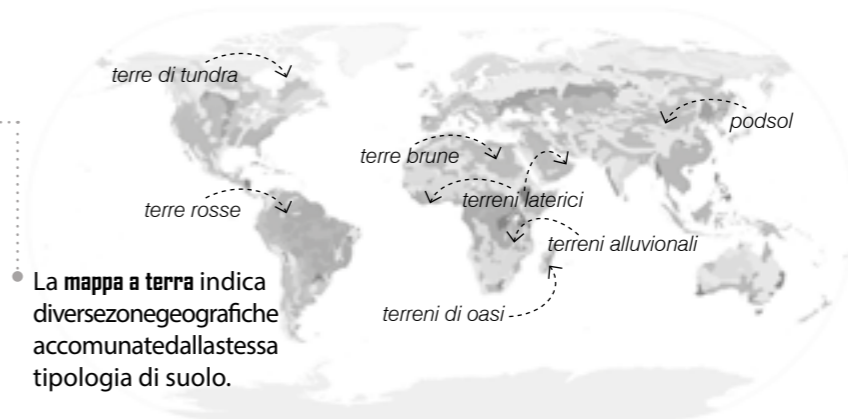 terre di tundra
podsol
terre brune
terre rosse
terreni laterici
terreni alluvionali
terreni di oasi
La mappa a terra indica
diversezonegeografiche
accomunatedallastessa
tipologia di suolo.